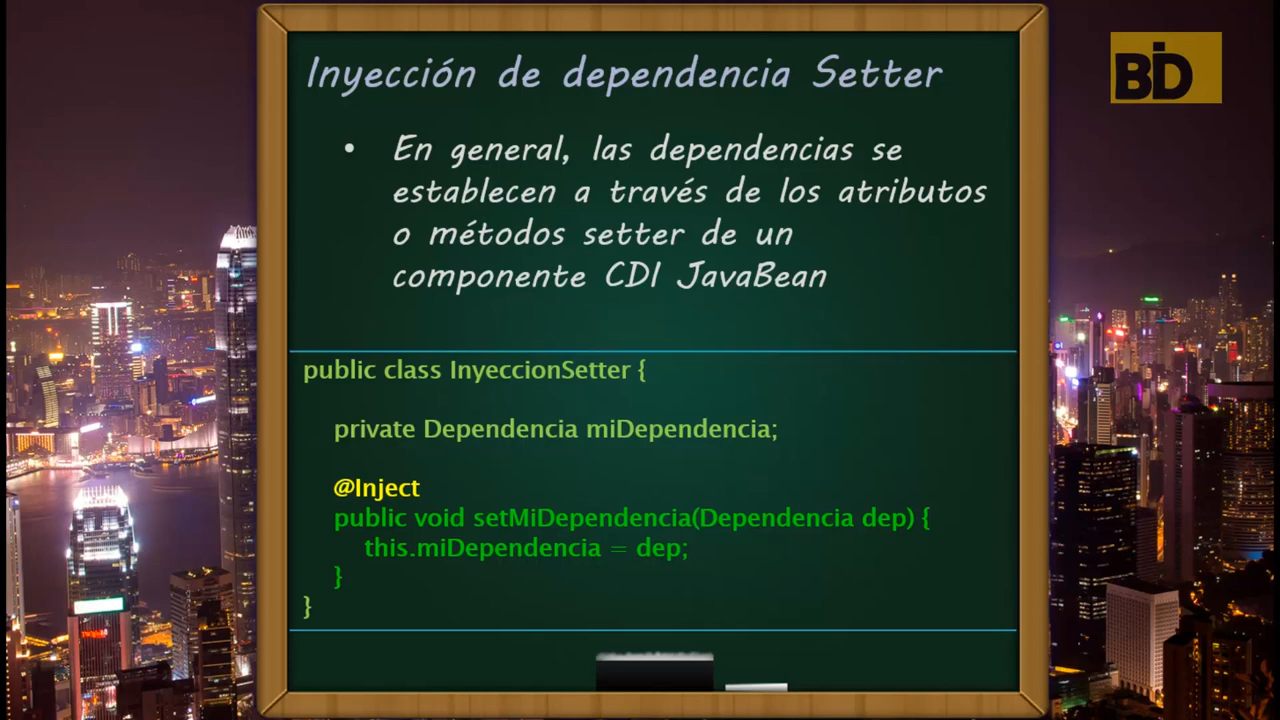 Inyección de dependencia Setter
BID
• En general, las dependencias se
establecen a través de los atributos
o métodos setter de un
componente CDI JavaBean
public class InyeccionSetter {
private Dependencia miDependencia;
@Inject
public void setMiDependencia(Dependencia dep) {
this.miDependencia = dep;
}
}